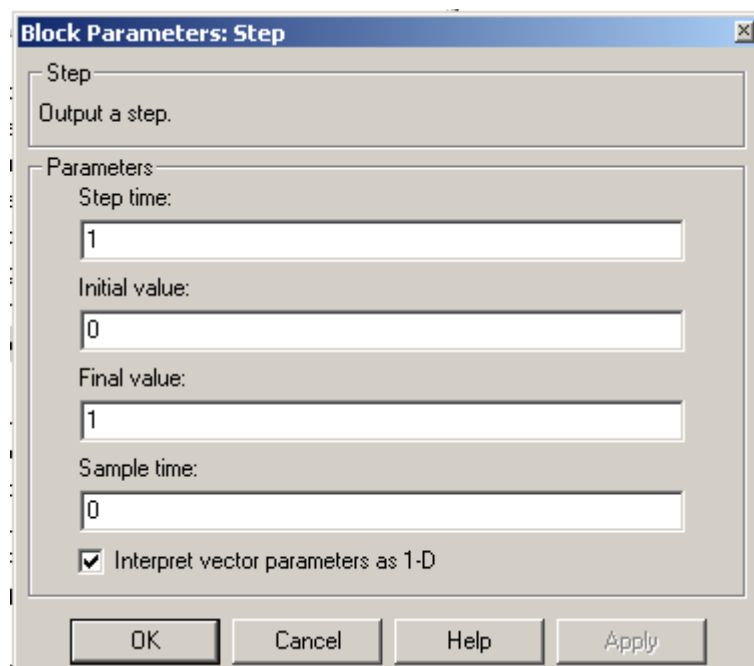 Block Parameters: Step
Step
Output a step.
Parameters
Step time:
1
Initial value:
0
Final value:
1
Sample time:
0
Interpret vector parameters as 1-D
OK Cancel Help Apply